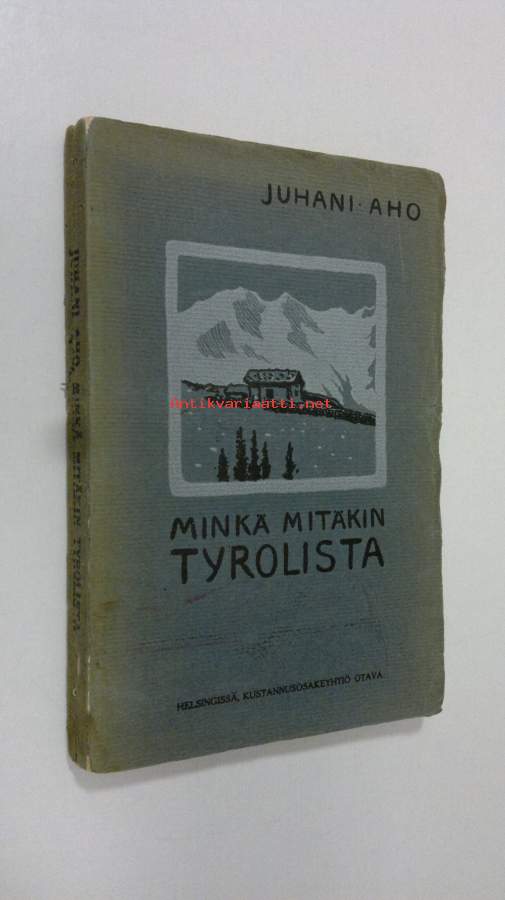 JUHANI · AHO
Antikvariaatti.net
MINKÄ MITÄKIN
TYROLISTA
HELSINGISSÄ, KUSTANNUSOSAKEYHTIÖ OTAVA.
JUHANI AHO, MINKÄ MITÄKIN TYROLISTA